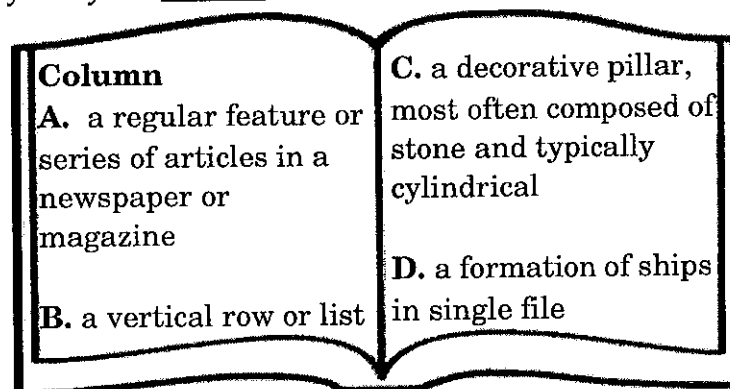 Column
A. a regular feature or
series of articles in a
newspaper or
magazine
B. a vertical row or list
C. a decorative pillar,
most often composed of
stone and typically
cylindrical
D. a formation of ships
in single file